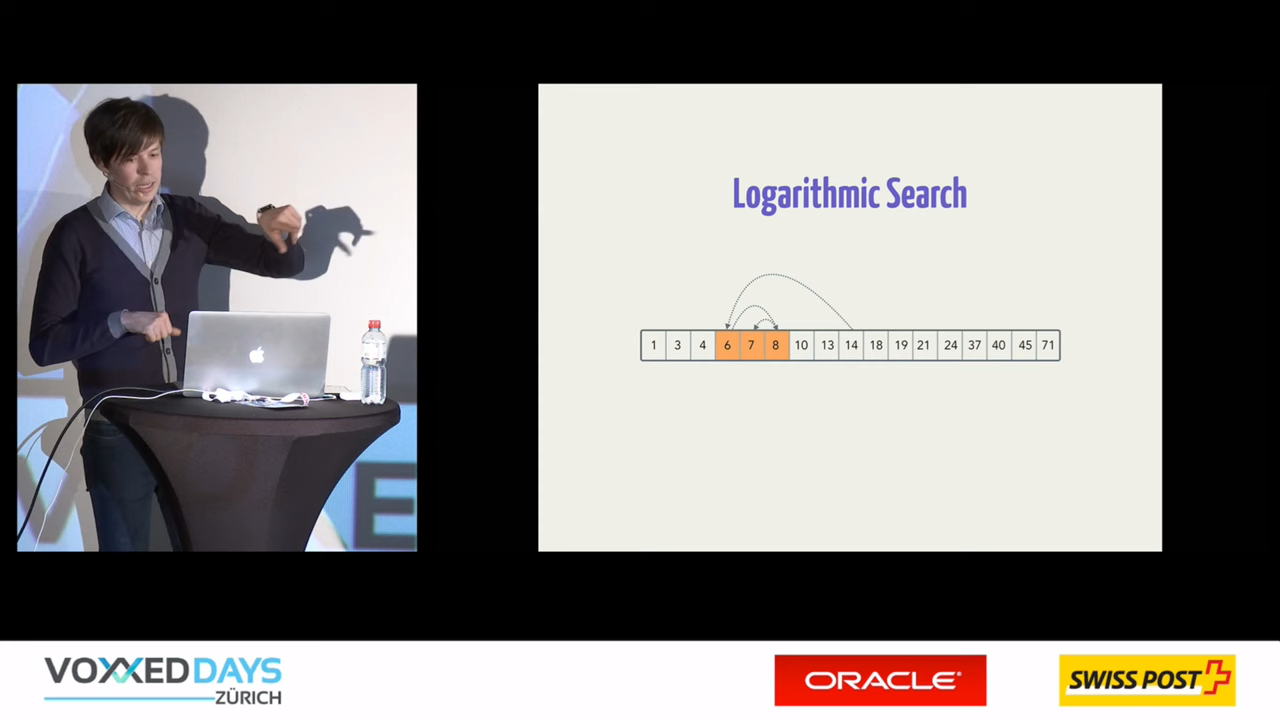 Logarithmic Search
1 3 4 6 7 8 10 13 14 18 19 21 24 37 40 45 71
E
VOXXED DAYS
ZÜRICH
ORACLE®
SWISS POST